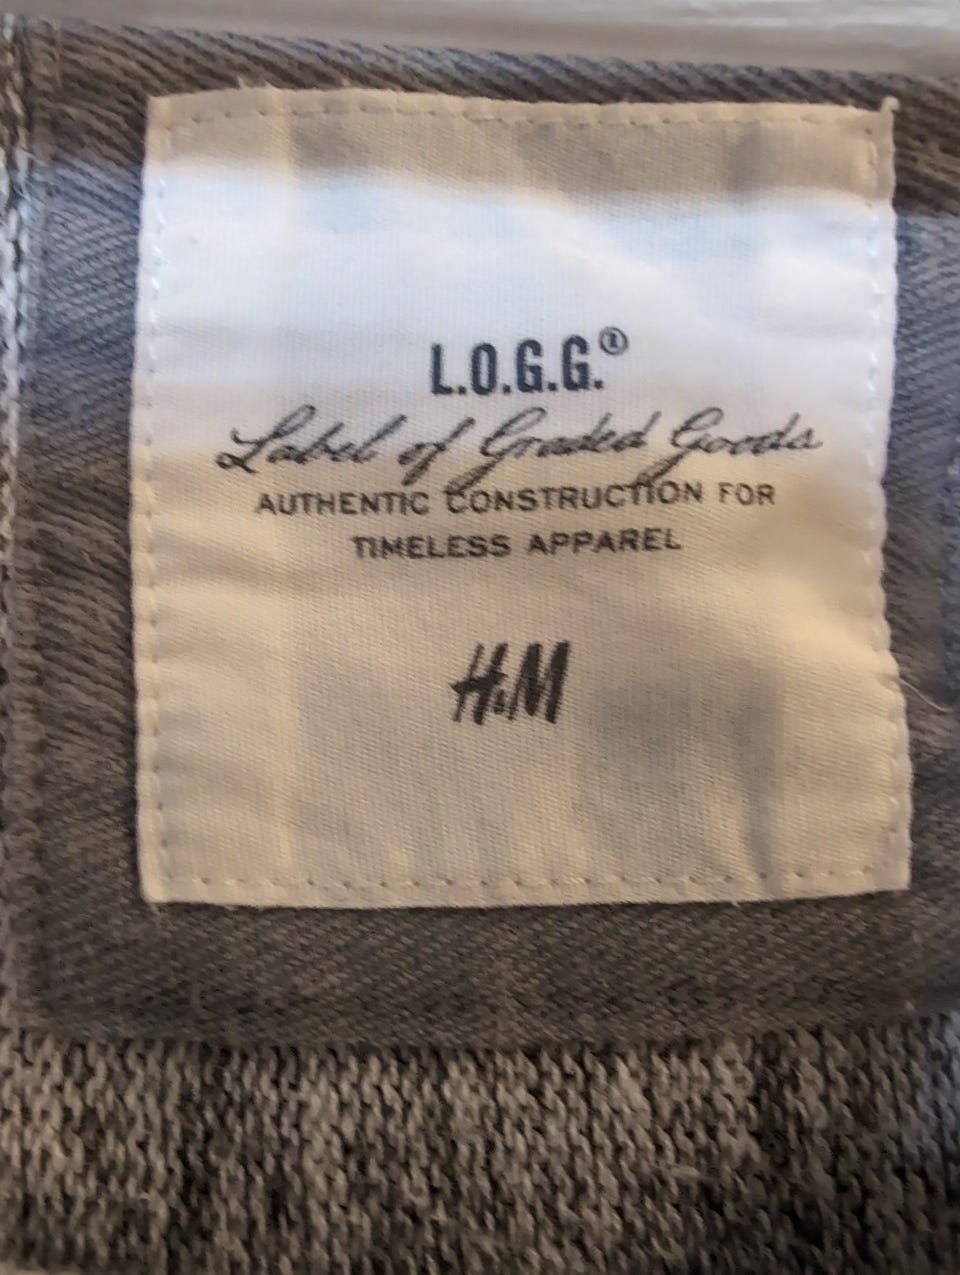 L.O.G.G.®
Label of Graded Goods
AUTHENTIC CONSTRUCTION FOR
TIMELESS APPAREL
H&M